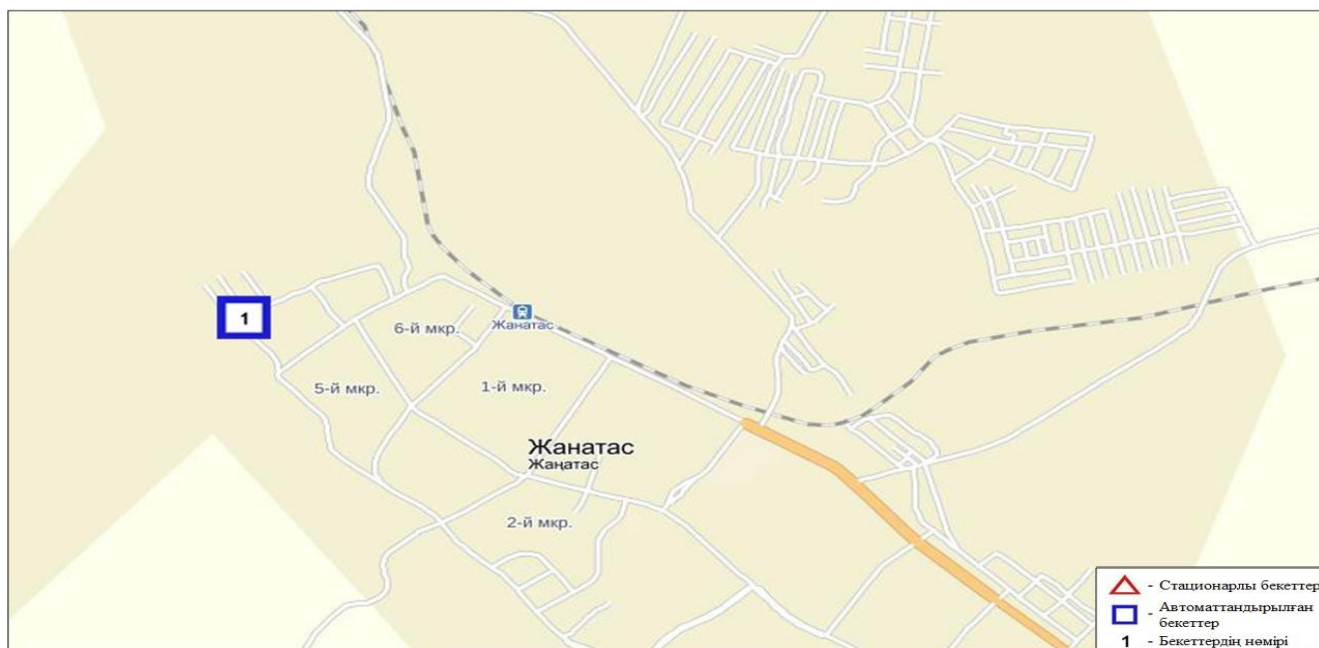 1
Жанатас
6-й мкр.
5-й мкр.
1-й мкр.
Жанатас
Жаңатас
2-й мкр.
- Стационарлы бекеттер
- Автоматтандырылған
бекеттер
1 - Бекеттердің нөмірі